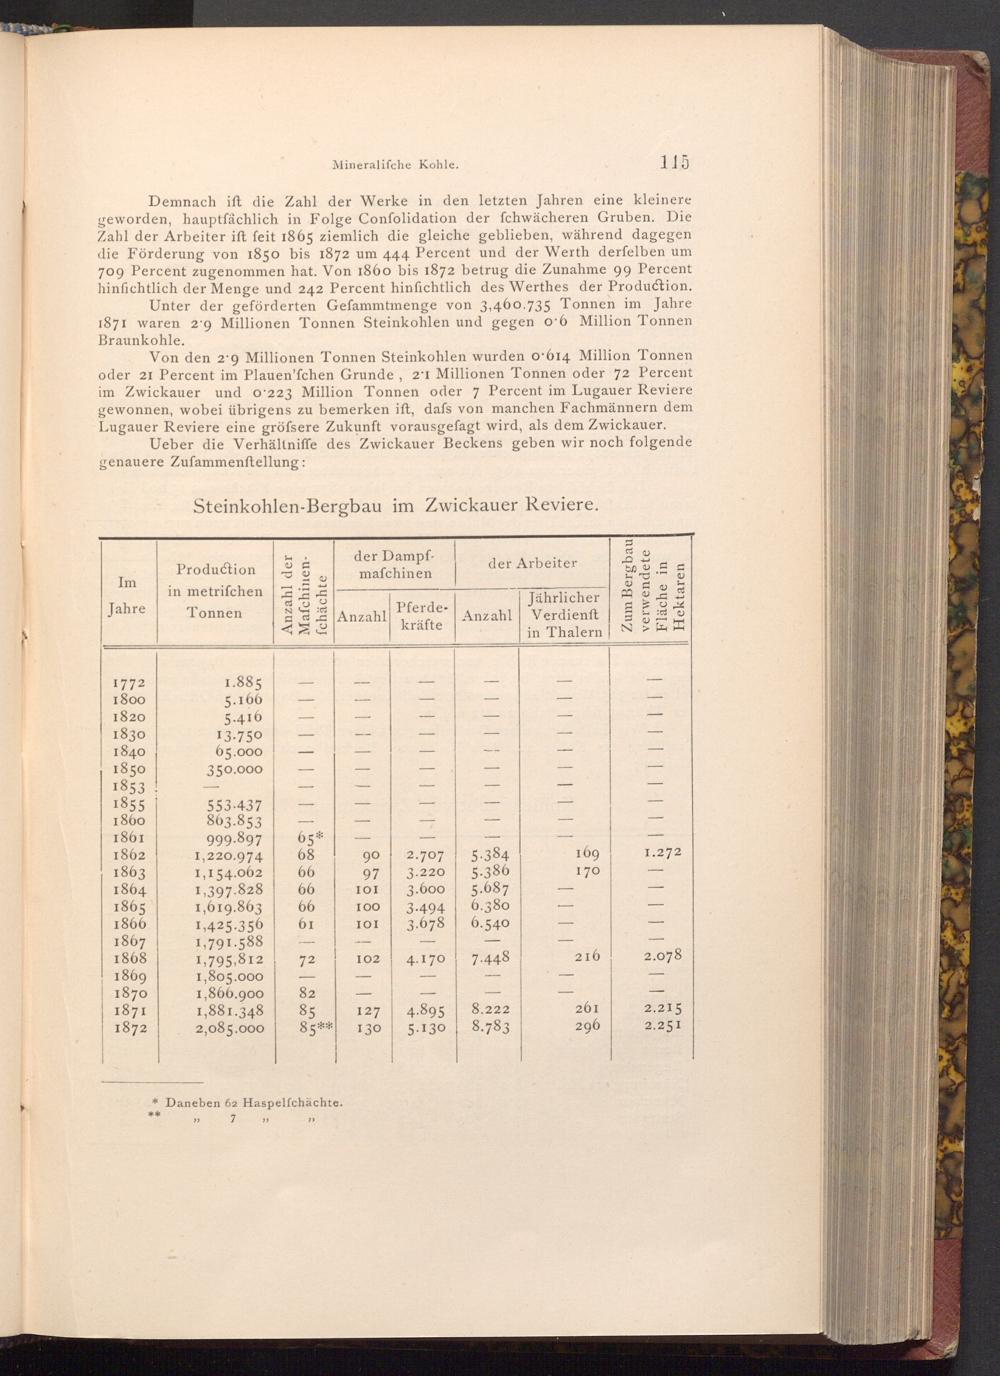 Mineralifche Kohle. 115
Demnach ift die Zahl der Werke in den letzten Jahren eine kleinere
geworden, hauptfächlich in Folge Confolidation der fchwächeren Gruben. Die
Zahl der Arbeiter ift feit 1865 ziemlich die gleiche geblieben, während dagegen
die Förderung von 1850 bis 1872 um 444 Percent und der Werth derfelben um
709 Percent zugenommen hat. Von 1860 bis 1872 betrug die Zunahme 99 Percent
hinfichtlich der Menge und 242 Percent hinfichtlich des Werthes der Production.
Unter der geförderten Gefammtmenge von 3,460.735 Tonnen im Jahre
1871 waren 2·9 Millionen Tonnen Steinkohlen und gegen 0·6 Million Tonnen
Braunkohle.
Von den 2·9 Millionen Tonnen Steinkohlen wurden 0·614 Million Tonnen
oder 21 Percent im Plauen'fchen Grunde, 2·1 Millionen Tonnen oder 72 Percent
im Zwickauer und 0·223 Million Tonnen oder 7 Percent im Lugauer Reviere
gewonnen, wobei übrigens zu bemerken ift, dafs von manchen Fachmännern dem
Lugauer Reviere eine gröfsere Zukunft vorausgefagt wird, als dem Zwickauer.
Ueber die Verhältniffe des Zwickauer Beckens geben wir noch folgende
genauere Zufammenftellung:
Steinkohlen-Bergbau im Zwickauer Reviere.
Im
Jahre
Production
in metrifchen
Tonnen
Anzahl der
Mafchinen-
fchächte
der Dampf-
mafchinen
Anzahl
Pferde-
kräfte
der Arbeiter
Anzahl
Jährlicher
Verdienft
in Thalern
Zum Bergbau
verwendete
Fläche in
Hektaren
1772 1.885 — — — — — —
1800 5.166 — — — — — —
1820 5.416 — — — — — —
1830 13.750 — — — — — —
1840 65.000 — — — — — —
1850 350.000 — — — — — —
1853 — — — — — — —
1855 553.437 — — — — — —
1860 863.853 — — — — — —
1861 999.897 65* — — — — —
1862 1,220.974 68 90 2.707 5.384 169 1.272
1863 1,154.062 66 97 3.220 5.386 170 —
1864 1,397.828 66 101 3.600 5.687 — —
1865 1,619.863 66 100 3.494 6.380 — —
1866 1,425.356 61 101 3.678 6.540 — —
1867 1,791.588 — — — — — —
1868 1,795,812 72 102 4.170 7.448 216 2.078
1869 1,805.000 — — — — — —
1870 1,866.900 82 — — — — —
1871 1,881.348 85 127 4.895 8.222 261 2.215
1872 2,085.000 85** 130 5.130 8.783 296 2.251
* Daneben 62 Hafpelfchächte.
** „ 7 „ „